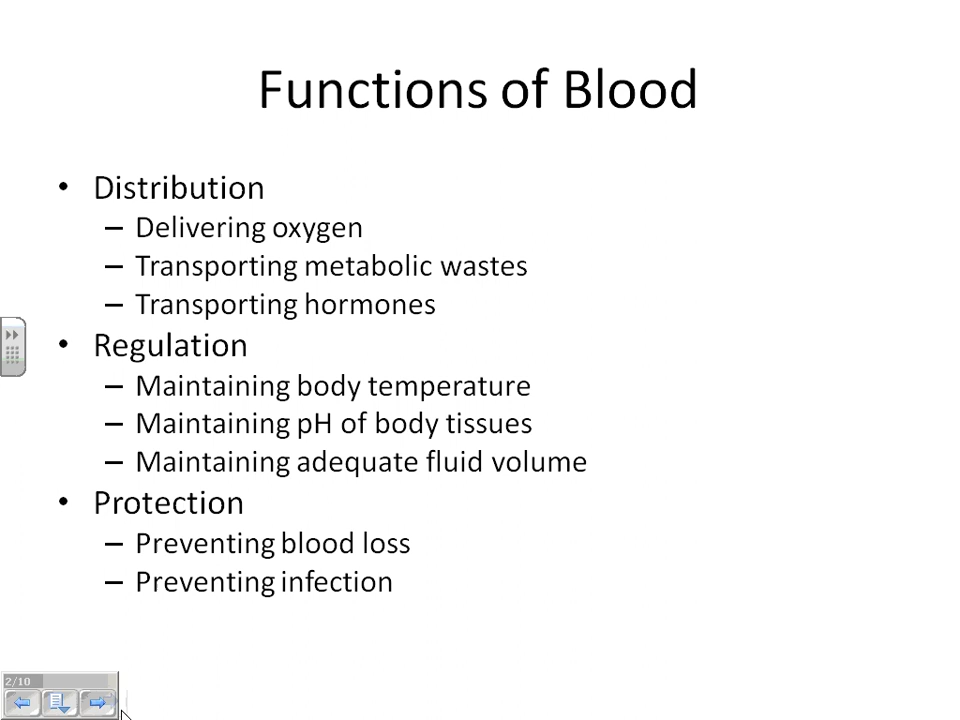 Functions of Blood
• Distribution
– Delivering oxygen
– Transporting metabolic wastes
– Transporting hormones
• Regulation
– Maintaining body temperature
– Maintaining pH of body tissues
– Maintaining adequate fluid volume
• Protection
– Preventing blood loss
– Preventing infection
2/10